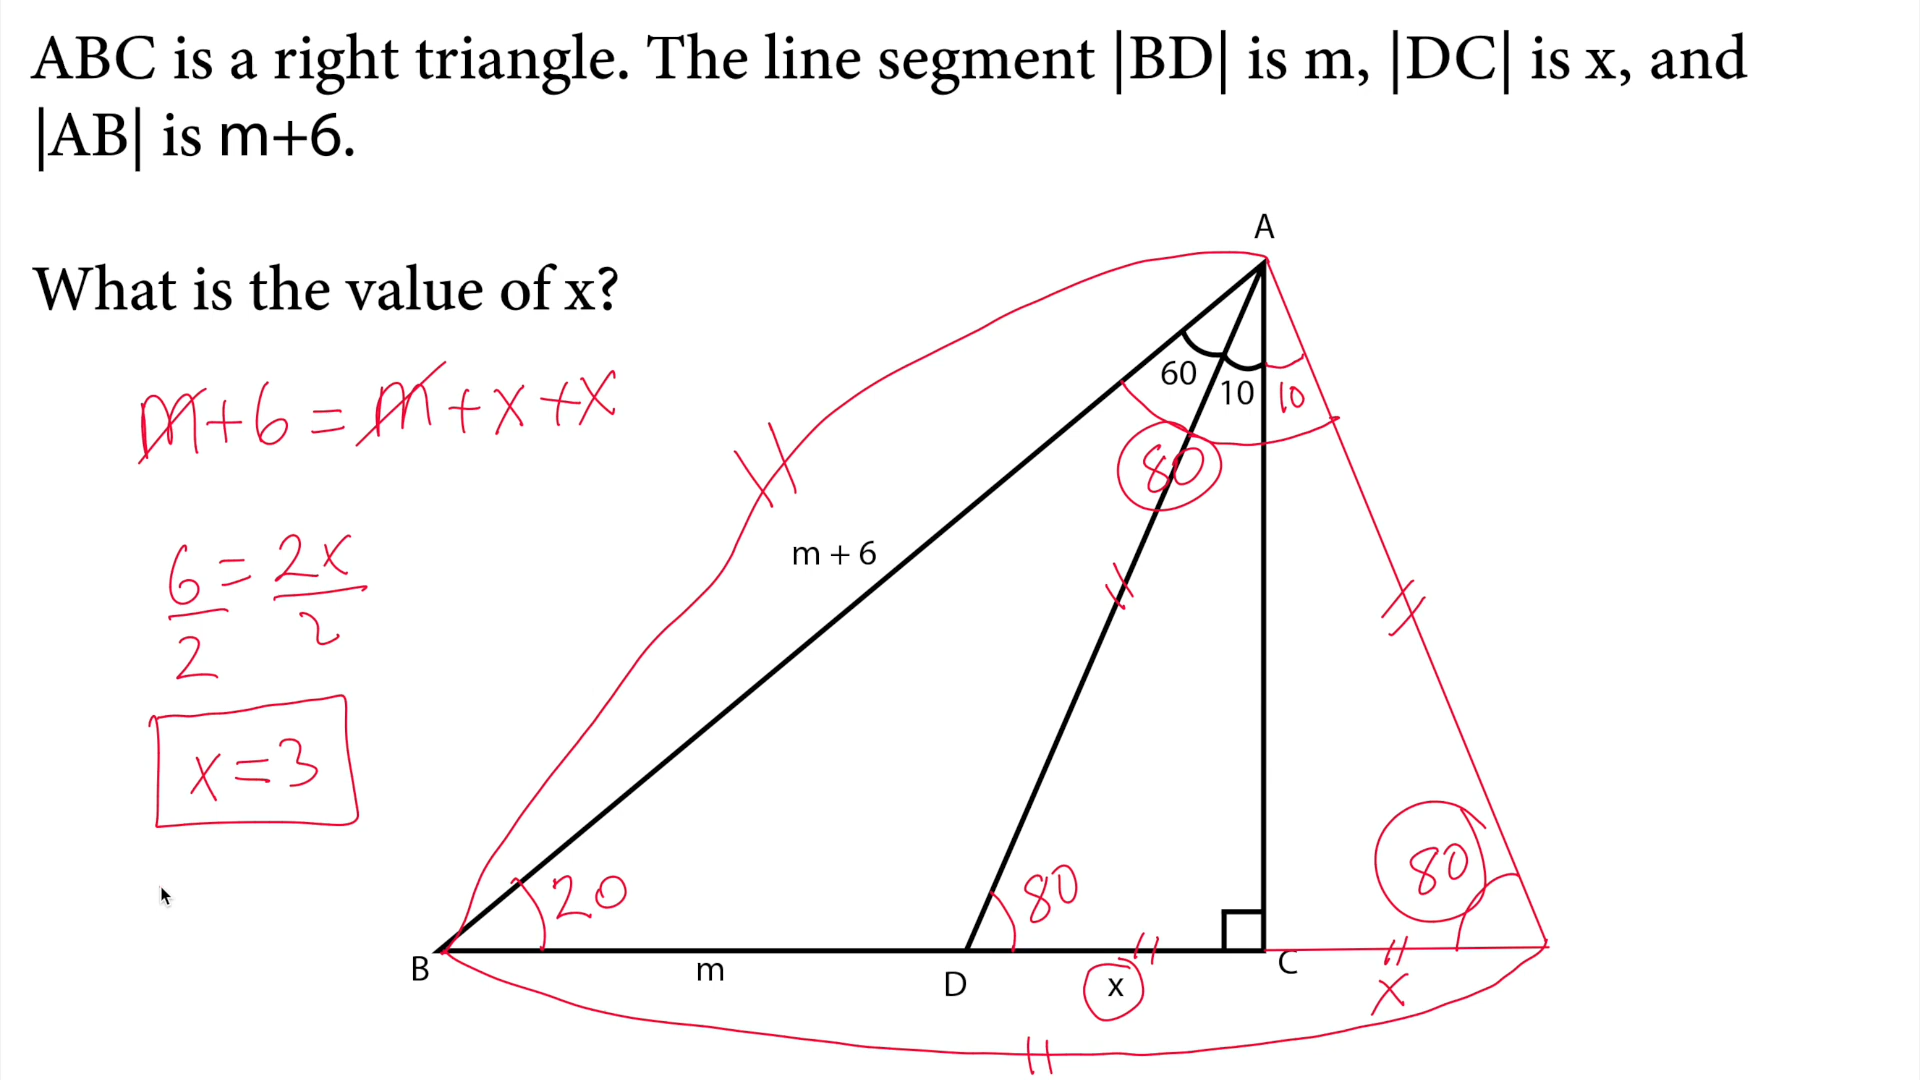 ABC is a right triangle. The line segment |BD| is m, |DC| is x, and
|AB| is m+6.
What is the value of x?
m+6=m+x+x
6/2=2x/2
x=3
A
60
10
10
80
m + 6
20
80
80
B
m
D
x
C
x